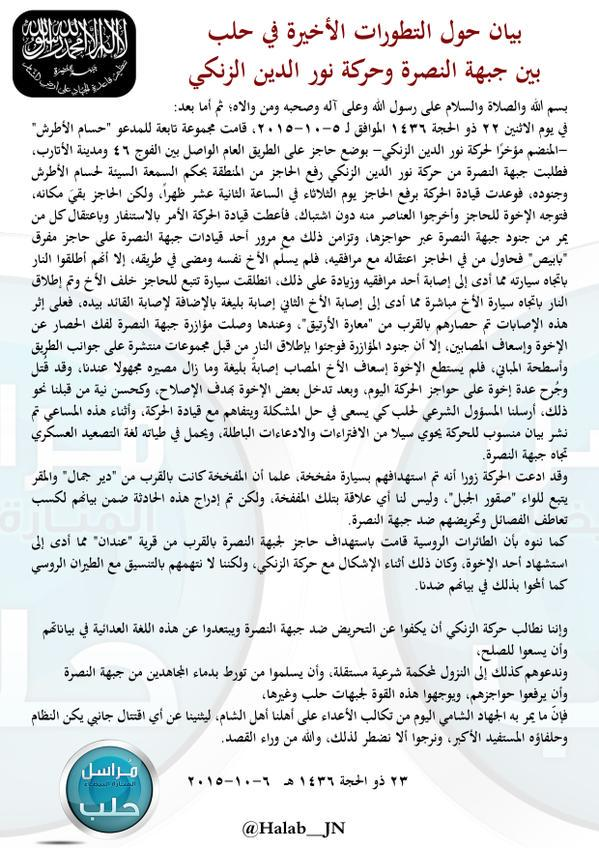 لا إله إلا الله محمد رسول الله
جبهة النصرة
بيان حول التطورات الأخيرة في حلب
بين جبهة النصرة وحركة نور الدين الزنكي
بسم الله والصلاة والسلام على رسول الله وعلى آله وصحبه ومن والاه؛ ثم أما بعد:
في يوم الاثنين ٢٢ ذو الحجة ١٤٣٦ الموافق لـ ٥-١٠-٢٠١٥، قامت مجموعة تابعة للمدعو "حسام الأطرش"
-المنضم مؤخرًا لحركة نور الدين الزنكي- بوضع حاجز على الطريق العام الواصل بين الفوج ٤٦ ومدينة الأتارب،
فطلبت جبهة النصرة من حركة نور الدين الزنكي رفع الحاجز من المنطقة بحكم السمعة السيئة لحسام الأطرش
وجنوده، فوعدت قيادة الحركة برفع الحاجز يوم الثلاثاء في الساعة الثانية عشر ظهراً، ولكن الحاجز بقي مكانه،
فتوجه الإخوة للحاجز وأخرجوا العناصر منه دون اشتباك، فأعطت قيادة الحركة الأمر بالاستنفار وباعتقال كل من
يمر من جنود جبهة النصرة عبر حواجزها، وتزامن ذلك مع مرور أحد قيادات جبهة النصرة على حاجز مفرق
"بابيص" فحاول من في الحاجز اعتقاله مع مرافقيه، فلم يسلّم الأخ نفسه ومضى في طريقه، إلا أنهم أطلقوا النار
باتجاه سيارته مما أدى إلى إصابة أحد مرافقيه وزيادة على ذلك، انطلقت سيارة تتبع للحاجز خلف الأخ وتم إطلاق
النار باتجاه سيارة الأخ مباشرة مما أدى إلى إصابة الأخ الثاني إصابة بليغة بالإضافة لإصابة القائد بيده، فعلى إثر
هذه الإصابات تم حصارهم بالقرب من "معارة الأرتيق"، وعندها وصلت مؤازرة جبهة النصرة لفك الحصار عن
الإخوة وإسعاف المصابين، إلا أن جنود المؤازرة فوجئوا بإطلاق النار من قبل مجموعات منتشرة على جوانب الطريق
وأسطحة المباني، فلم يستطع الإخوة إسعاف الأخ المصاب إصابةً بليغة وما زال مصيره مجهولا عندنا، وقد قُتل
وجُرح عدة إخوة على حواجز الحركة اليوم، وبعد تدخل بعض الإخوة بهدف الإصلاح، وكحسن نية من قبلنا نحو
ذلك، أرسلنا المسؤول الشرعي لحلب كي يسعى في حل المشكلة ويتفاهم مع قيادة الحركة، وأثناء هذه المساعي تم
نشر بيان منسوب للحركة يحوي سيلا من الافتراءات والادعاءات الباطلة، ويحمل في طياته لغة التصعيد العسكري
تجاه جبهة النصرة.
وقد ادعت الحركة زورا أنه تم استهدافهم بسيارة مفخخة، علما أن المفخخة كانت بالقرب من "دير جمال" والمقر
يتبع للواء "صقور الجبل"، وليس لنا أي علاقة بتلك المفخخة، ولكن تم إدراج هذه الحادثة ضمن بيانهم لكسب
تعاطف الفصائل وتحريضهم ضد جبهة النصرة.
كما ننوه بأن الطائرات الروسية قامت باستهداف حاجز لجبهة النصرة بالقرب من قرية "عندان" مما أدى إلى
استشهاد أحد الإخوة، وكان ذلك أثناء الإشكال مع حركة الزنكي، ولكننا لا نتهمهم بالتنسيق مع الطيران الروسي
كما ألمحوا بذلك في بيانهم ضدنا.
وإننا نطالب حركة الزنكي أن يكفوا عن التحريض ضد جبهة النصرة ويبتعدوا عن هذه اللغة العدائية في بياناتهم
وأن يسعوا للصلح،
وندعوهم كذلك إلى النزول لمحكمة شرعية مستقلة، وأن يسلموا من تورط بدماء المجاهدين من جبهة النصرة
وأن يرفعوا حواجزهم، ويوجهوا هذه القوة لجبهات حلب وغيرها،
فإنّ ما يمر به الجهاد الشامي اليوم من تكالب الأعداء على أهلنا أهل الشام، ليثنينا عن أي اقتتال جانبي يكن النظام
وحلفاؤه المستفيد الأكبر، ونرجوا ألا نضطر لذلك، والله من وراء القصد.
٢٣ ذو الحجة ١٤٣٦ هـ ٦-١٠-٢٠١٥
مُراسل
المنارة البيضاء
حلب
@Halab__JN